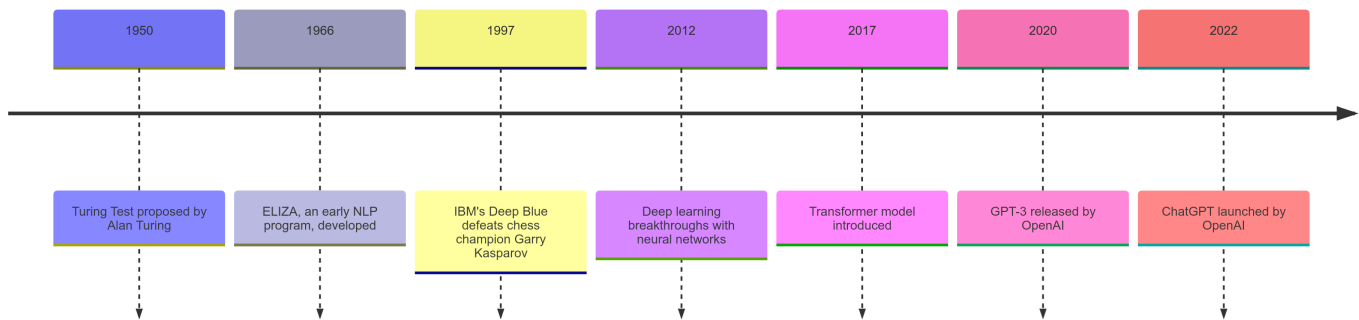 1950
1966
1997
2012
2017
2020
2022
Turing Test proposed by
Alan Turing
ELIZA, an early NLP
program, developed
IBM's Deep Blue
defeats chess
champion Garry
Kasparov
Deep learning
breakthroughs with
neural networks
Transformer model
introduced
GPT-3 released by
OpenAI
ChatGPT launched by
OpenAI